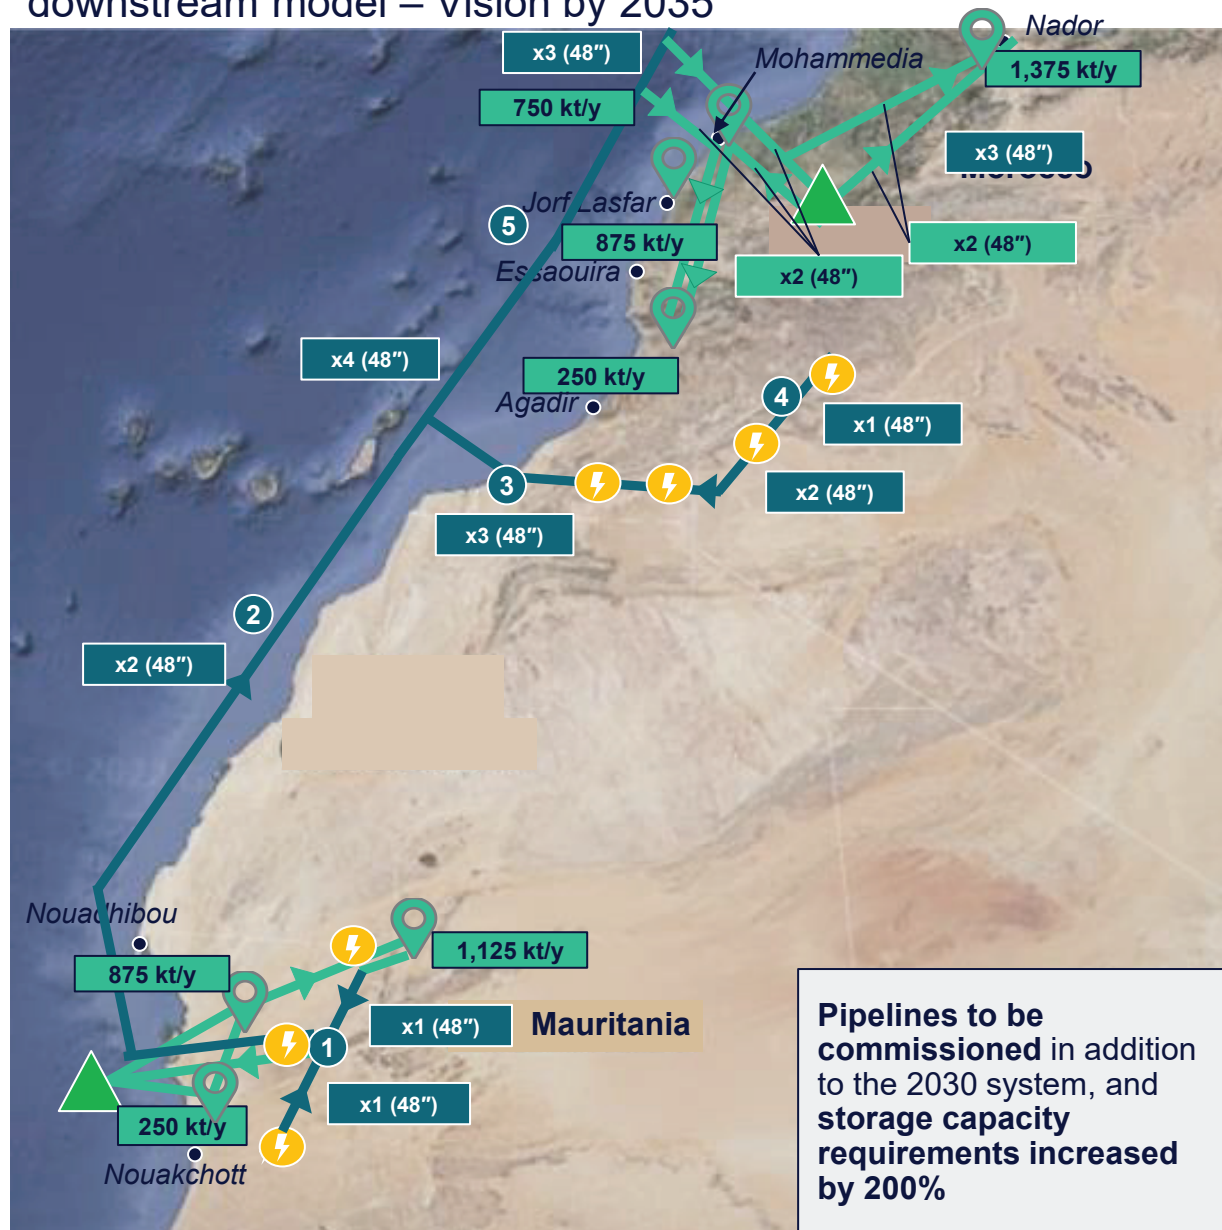 downstream model – Vision by 2035
Nador
x3 (48″)
Mohammedia
1,375 kt/y
750 kt/y
x3 (48″)
Morocco
Jorf Lasfar
5
875 kt/y
x2 (48″)
Essaouira
x2 (48″)
x4 (48″)
250 kt/y
4
Agadir
x1 (48″)
3
x2 (48″)
x3 (48″)
2
x2 (48″)
Nouadhibou
1,125 kt/y
875 kt/y
x1 (48″)
Mauritania
1
x1 (48″)
250 kt/y
Nouakchott
Pipelines to be
commissioned in addition
to the 2030 system, and
storage capacity
requirements increased
by 200%